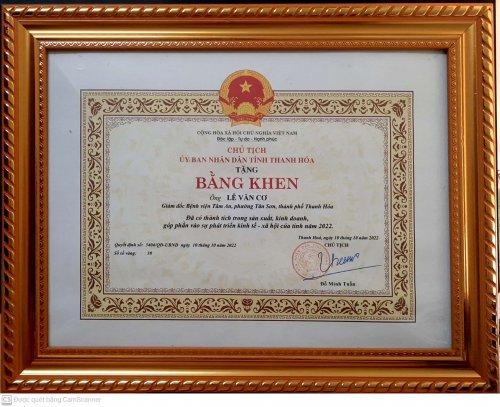 CỘNG HÒA XÃ HỘI CHỦ NGHĨA VIỆT NAM
Độc lập - Tự do - Hạnh phúc
CHỦ TỊCH
ỦY BAN NHÂN DÂN TỈNH THANH HÓA
TẶNG
BẰNG KHEN
Ông LÊ VĂN CƠ
Giám đốc Bệnh viện Tâm An, phường Tân Sơn, thành phố Thanh Hóa
Đã có thành tích trong sản xuất, kinh doanh,
góp phần vào sự phát triển kinh tế - xã hội của tỉnh năm 2022.
Thanh Hoá, ngày 10 tháng 10 năm 2022
Quyết định số: 3404/QĐ-UBND ngày 10 tháng 10 năm 2022
CHỦ TỊCH
Số sổ vàng: 30
Đỗ Minh Tuấn
CS Được quét bằng CamScanner